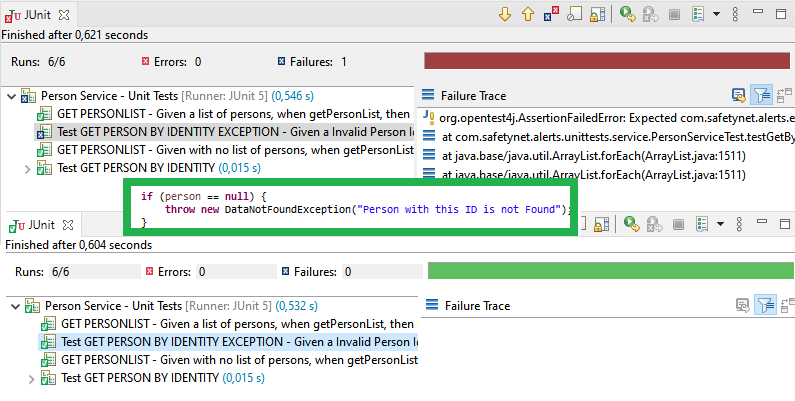 JUnit
Finished after 0,621 seconds
Runs: 6/6 Errors: 0 Failures: 1
Person Service - Unit Tests [Runner: JUnit 5] (0,546 s)
GET PERSONLIST - Given a list of persons, when getPersonList, then
Test GET PERSON BY IDENTITY EXCEPTION - Given a Invalid Person I
GET PERSONLIST - Given with no list of persons, when getPersonList
Test GET PERSON BY IDENTITY (0,015 s)
Failure Trace
org.opentest4j.AssertionFailedError: Expected com.safetynet.alerts.e
at com.safetynet.alerts.unittests.service.PersonServiceTest.testGetBy
at java.base/java.util.ArrayList.forEach(ArrayList.java:1511)
at java.base/java.util.ArrayList.forEach(ArrayList.java:1511)
if (person == null) {
throw new DataNotFoundException("Person with this ID is not Found");
}
JUnit
Finished after 0,604 seconds
Runs: 6/6 Errors: 0 Failures: 0
Person Service - Unit Tests [Runner: JUnit 5] (0,532 s)
GET PERSONLIST - Given a list of persons, when getPersonList, then
Test GET PERSON BY IDENTITY EXCEPTION - Given a Invalid Person I
GET PERSONLIST - Given with no list of persons, when getPersonList
Test GET PERSON BY IDENTITY (0,015 s)
Failure Trace